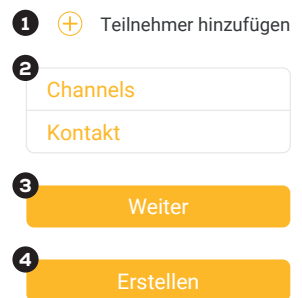 1 Teilnehmer hinzufügen
2
Channels
Kontakt
3
Weiter
4
Erstellen